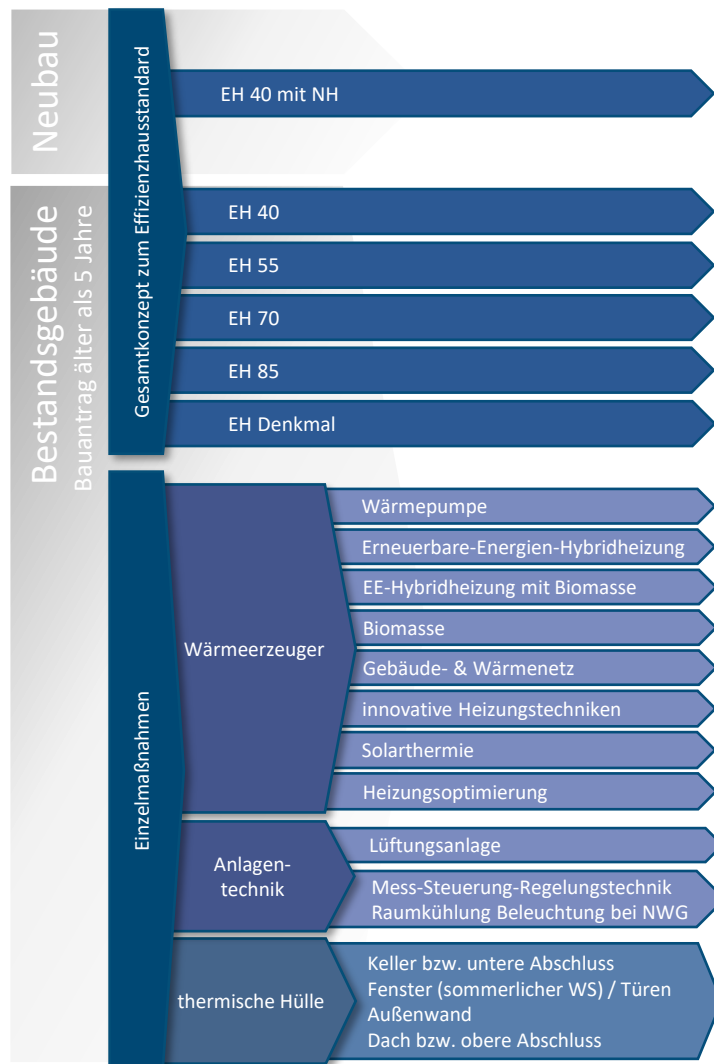 Neubau
Gesamtkonzept zum Effizienzhausstandard
EH 40 mit NH
Bestandsgebäude
Bauantrag älter als 5 Jahre
EH 40
EH 55
EH 70
EH 85
EH Denkmal
Einzelmaßnahmen
Wärmeerzeuger
Wärmepumpe
Erneuerbare-Energien-Hybridheizung
EE-Hybridheizung mit Biomasse
Biomasse
Gebäude- & Wärmenetz
innovative Heizungstechniken
Solarthermie
Heizungsoptimierung
Anlagen-
technik
Lüftungsanlage
Mess-Steuerung-Regelungstechnik
Raumkühlung Beleuchtung bei NWG
thermische Hülle
Keller bzw. untere Abschluss
Fenster (sommerlicher WS) / Türen
Außenwand
Dach bzw. obere Abschluss